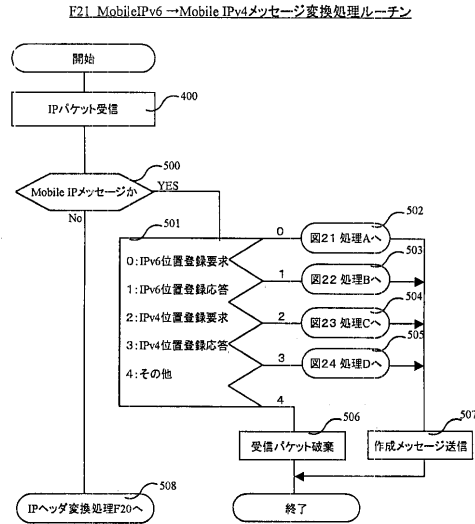 F21 MobileIPv6 →Mobile IPv4メッセージ変換処理ルーチン
開始
IPパケット受信
400
Mobile IPメッセージか
500
YES
No
501
0:IPv6位置登録要求
1:IPv6位置登録応答
2:IPv4位置登録要求
3:IPv4位置登録応答
4:その他
0
図21 処理Aへ
502
1
図22 処理Bへ
503
2
図23 処理Cへ
504
3
図24 処理Dへ
505
4
受信パケット破棄
506
作成メッセージ送信
507
IPヘッダ変換処理F20へ
508
終了